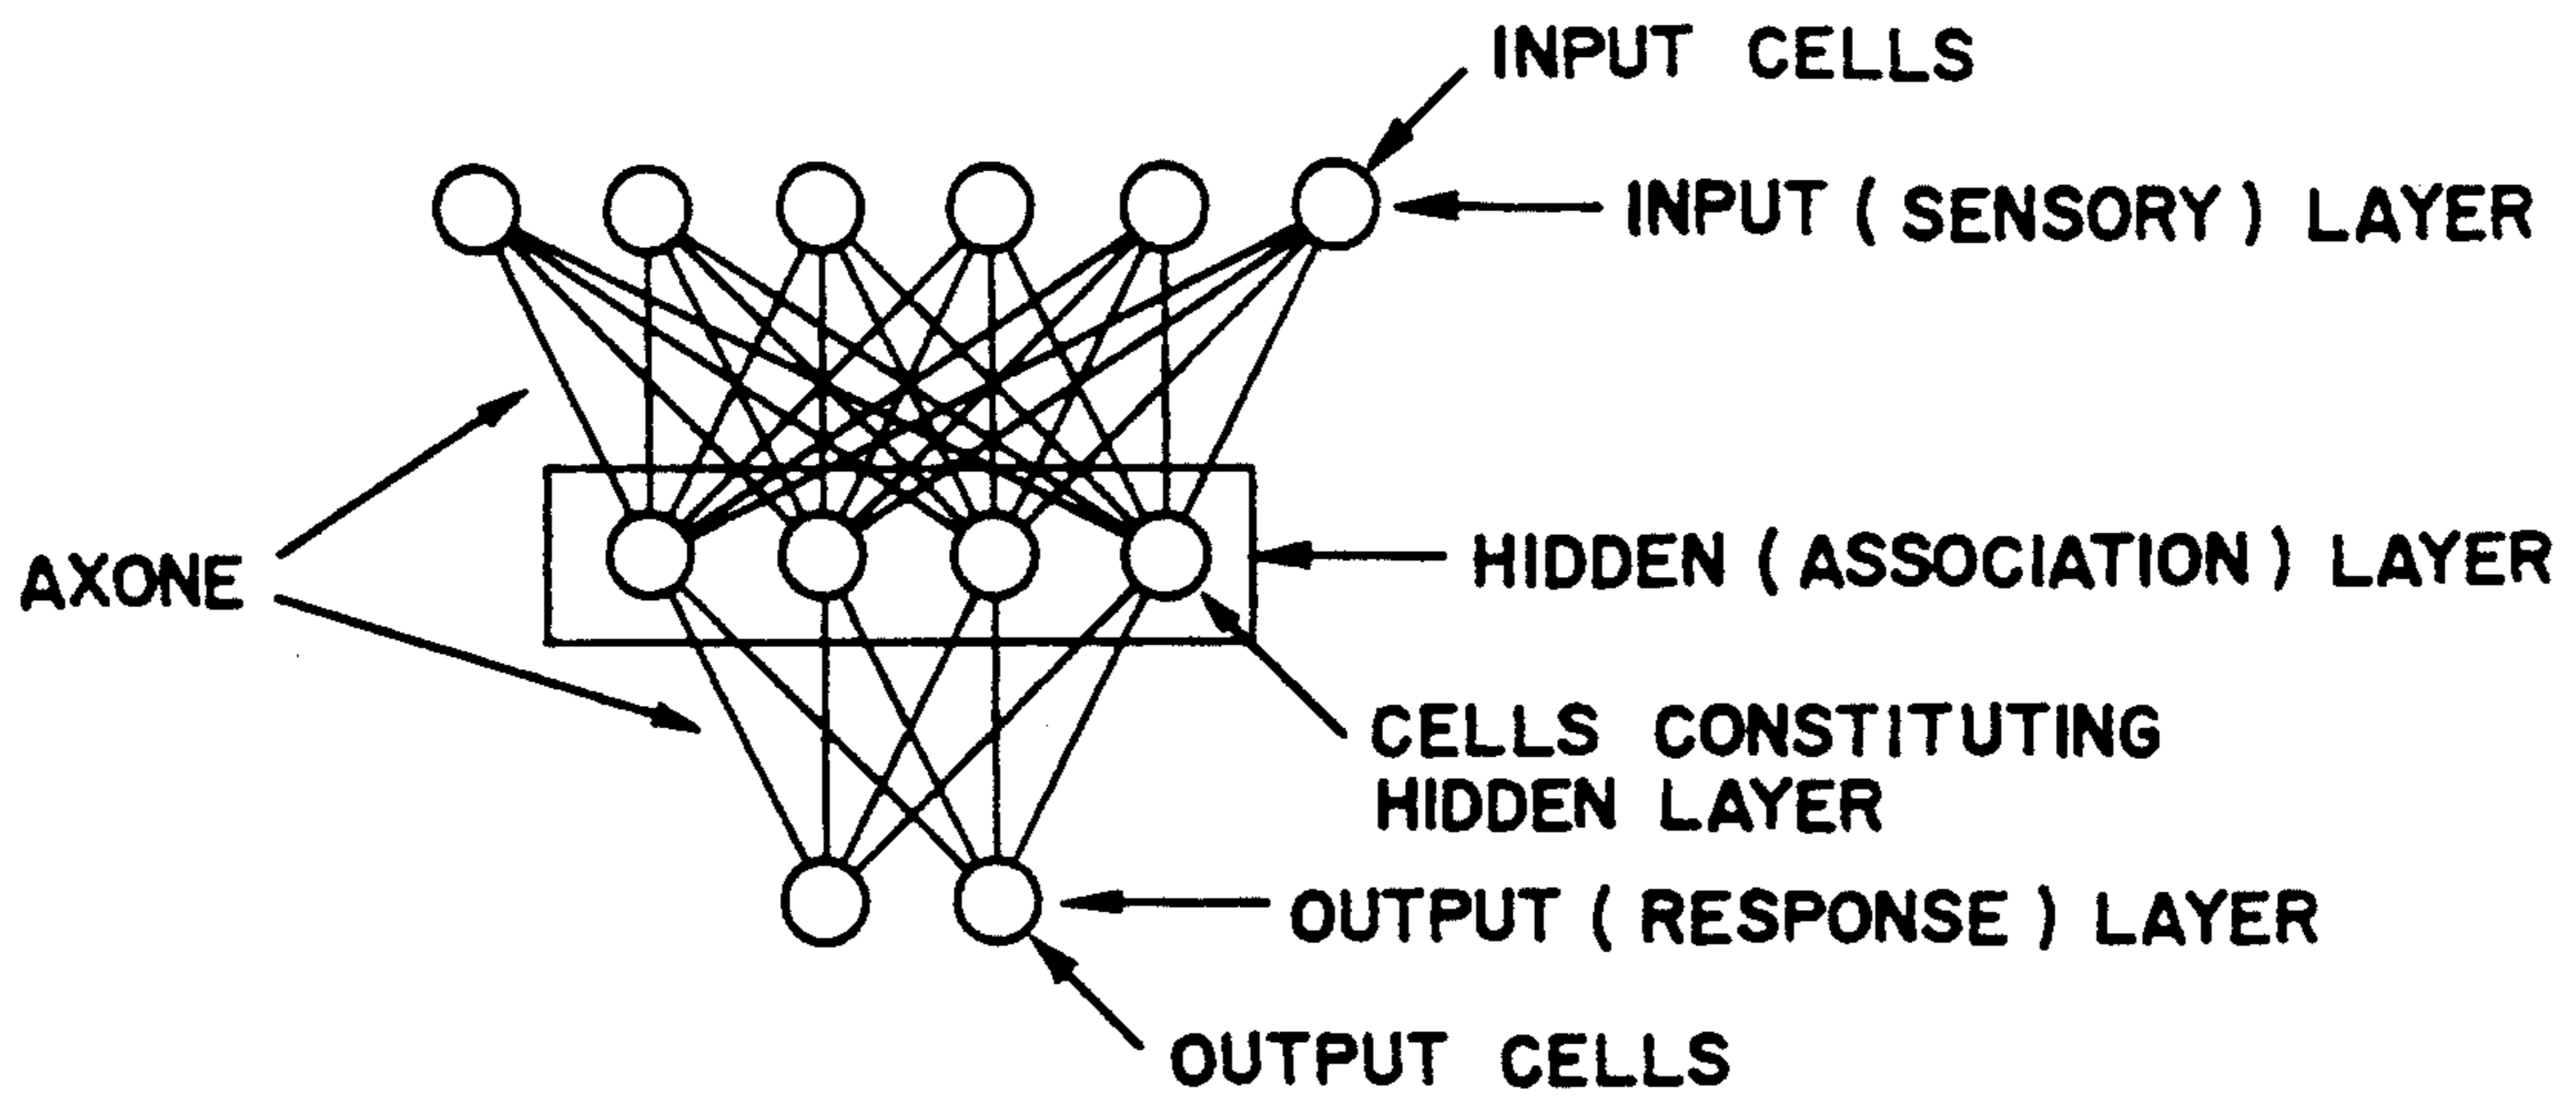 INPUT CELLS
INPUT (SENSORY) LAYER
AXONE
HIDDEN (ASSOCIATION) LAYER
CELLS CONSTITUTING
HIDDEN LAYER
OUTPUT (RESPONSE) LAYER
OUTPUT CELLS